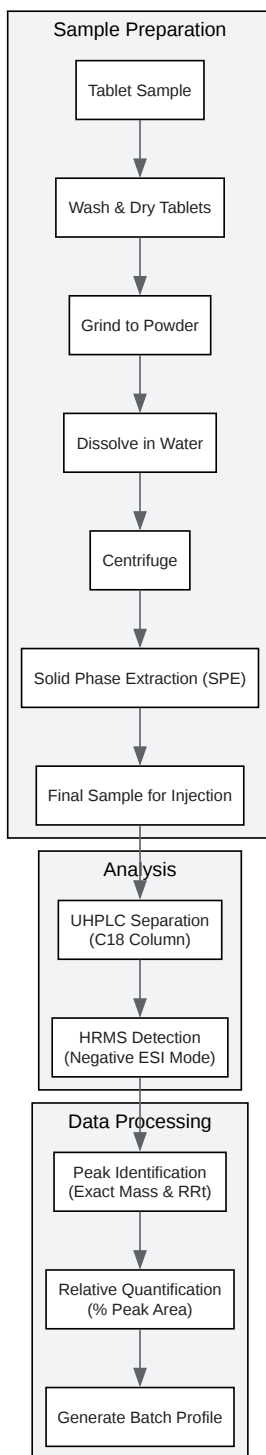 Sample Preparation
Tablet Sample
Wash & Dry Tablets
Grind to Powder
Dissolve in Water
Centrifuge
Solid Phase Extraction (SPE)
Final Sample for Injection
Analysis
UHPLC Separation
(C18 Column)
HRMS Detection
(Negative ESI Mode)
Data Processing
Peak Identification
(Exact Mass & RRt)
Relative Quantification
(% Peak Area)
Generate Batch Profile